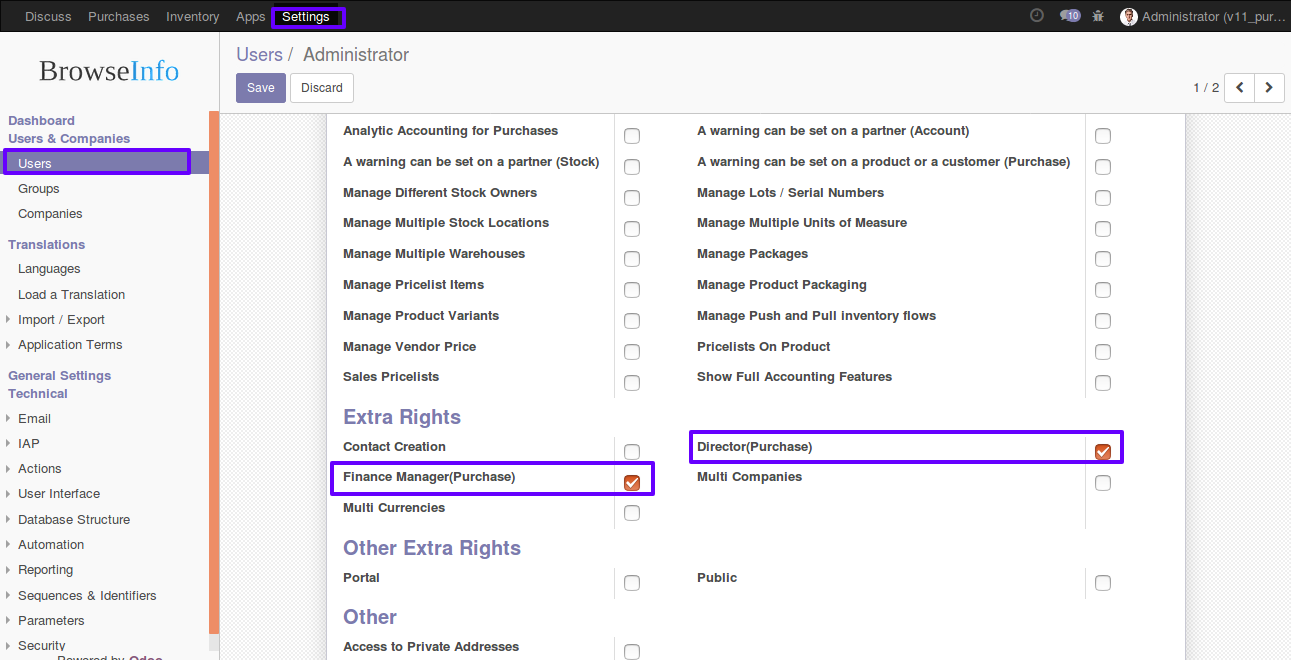 Discuss Purchases Inventory Apps Settings 10 Administrator (v11_pur...
BrowseInfo
Dashboard
Users & Companies
Users
Groups
Companies
Translations
Languages
Load a Translation
Import / Export
Application Terms
General Settings
Technical
Email
IAP
Actions
User Interface
Database Structure
Automation
Reporting
Sequences & Identifiers
Parameters
Security
Powered by Odoo
Users / Administrator
Save Discard 1 / 2
Analytic Accounting for Purchases A warning can be set on a partner (Account)
A warning can be set on a partner (Stock) A warning can be set on a product or a customer (Purchase)
Manage Different Stock Owners Manage Lots / Serial Numbers
Manage Multiple Stock Locations Manage Multiple Units of Measure
Manage Multiple Warehouses Manage Packages
Manage Pricelist Items Manage Product Packaging
Manage Product Variants Manage Push and Pull inventory flows
Manage Vendor Price Pricelists On Product
Sales Pricelists Show Full Accounting Features
Extra Rights
Contact Creation Director(Purchase)
Finance Manager(Purchase) Multi Companies
Multi Currencies
Other Extra Rights
Portal Public
Other
Access to Private Addresses